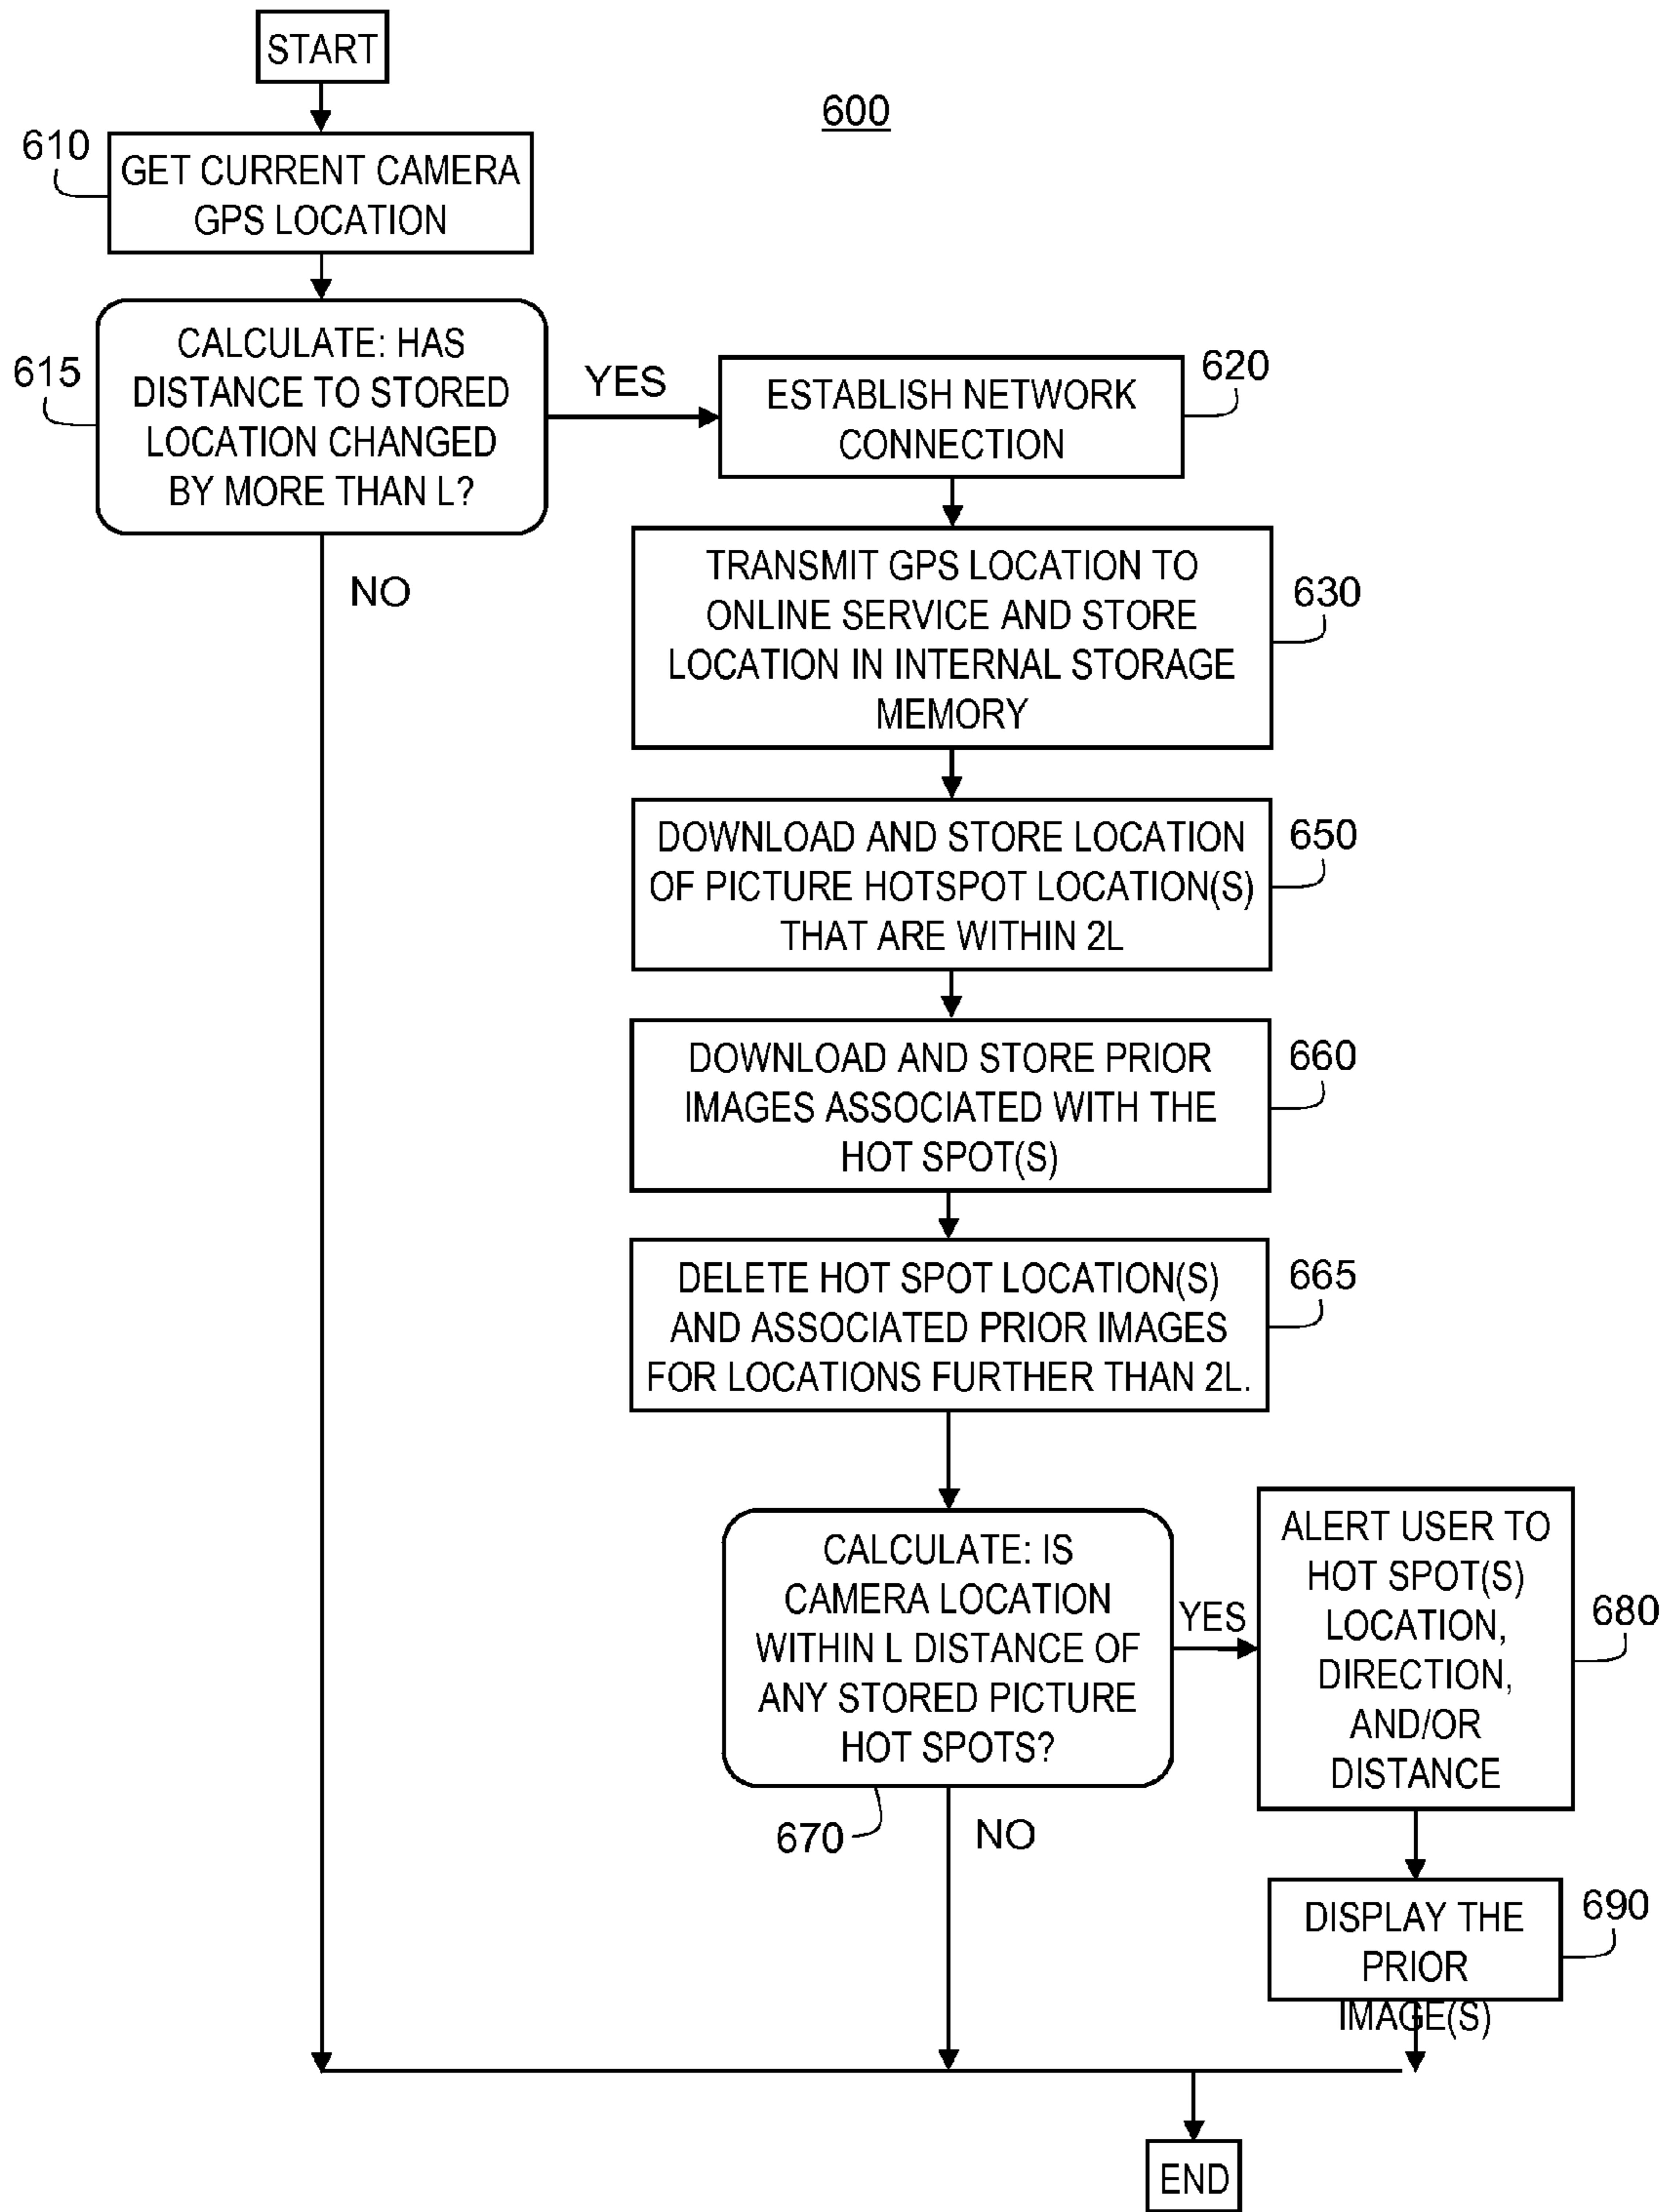 START
600
610
GET CURRENT CAMERA
GPS LOCATION
615
CALCULATE: HAS
DISTANCE TO STORED
LOCATION CHANGED
BY MORE THAN L?
YES
NO
620
ESTABLISH NETWORK
CONNECTION
630
TRANSMIT GPS LOCATION TO
ONLINE SERVICE AND STORE
LOCATION IN INTERNAL STORAGE
MEMORY
650
DOWNLOAD AND STORE LOCATION
OF PICTURE HOTSPOT LOCATION(S)
THAT ARE WITHIN 2L
660
DOWNLOAD AND STORE PRIOR
IMAGES ASSOCIATED WITH THE
HOT SPOT(S)
665
DELETE HOT SPOT LOCATION(S)
AND ASSOCIATED PRIOR IMAGES
FOR LOCATIONS FURTHER THAN 2L.
CALCULATE: IS
CAMERA LOCATION
WITHIN L DISTANCE OF
ANY STORED PICTURE
HOT SPOTS?
670
YES
NO
ALERT USER TO
HOT SPOT(S)
LOCATION,
DIRECTION,
AND/OR
DISTANCE
680
DISPLAY THE
PRIOR
IMAGE(S)
690
END